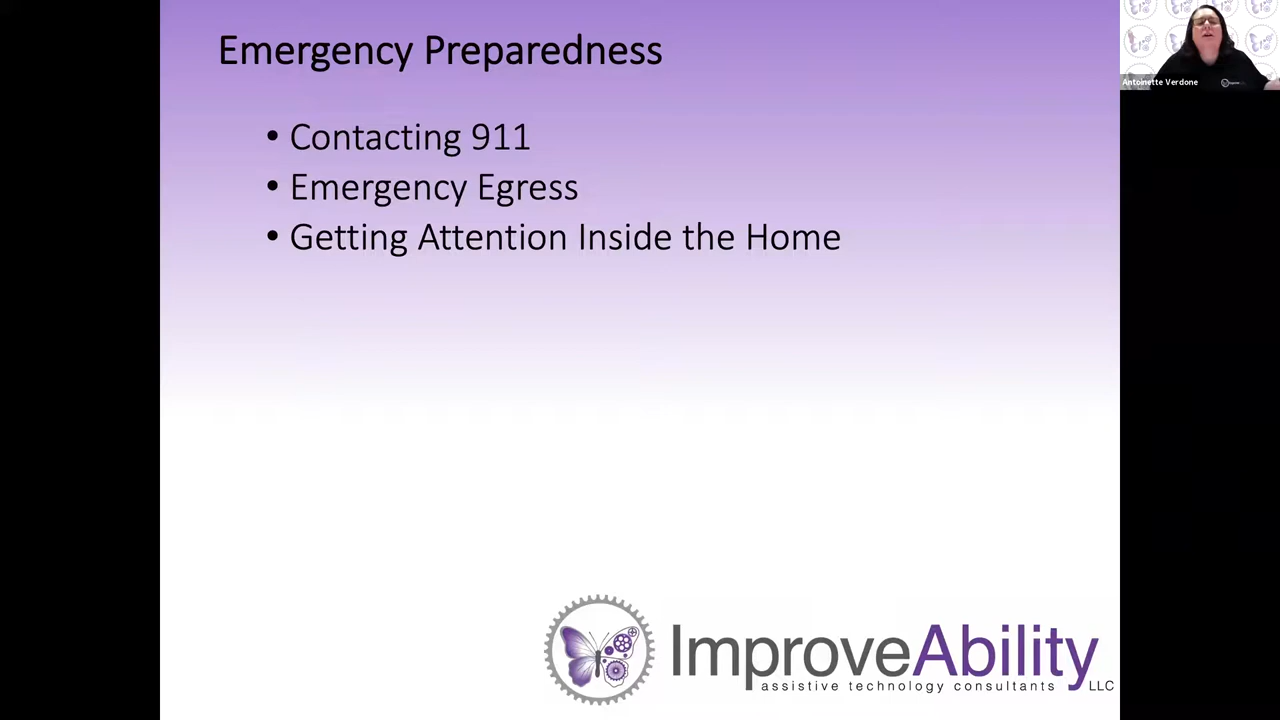 Emergency Preparedness
• Contacting 911
• Emergency Egress
• Getting Attention Inside the Home
Antoinette Verdone
ImproveAbility
assistive technology consultants LLC